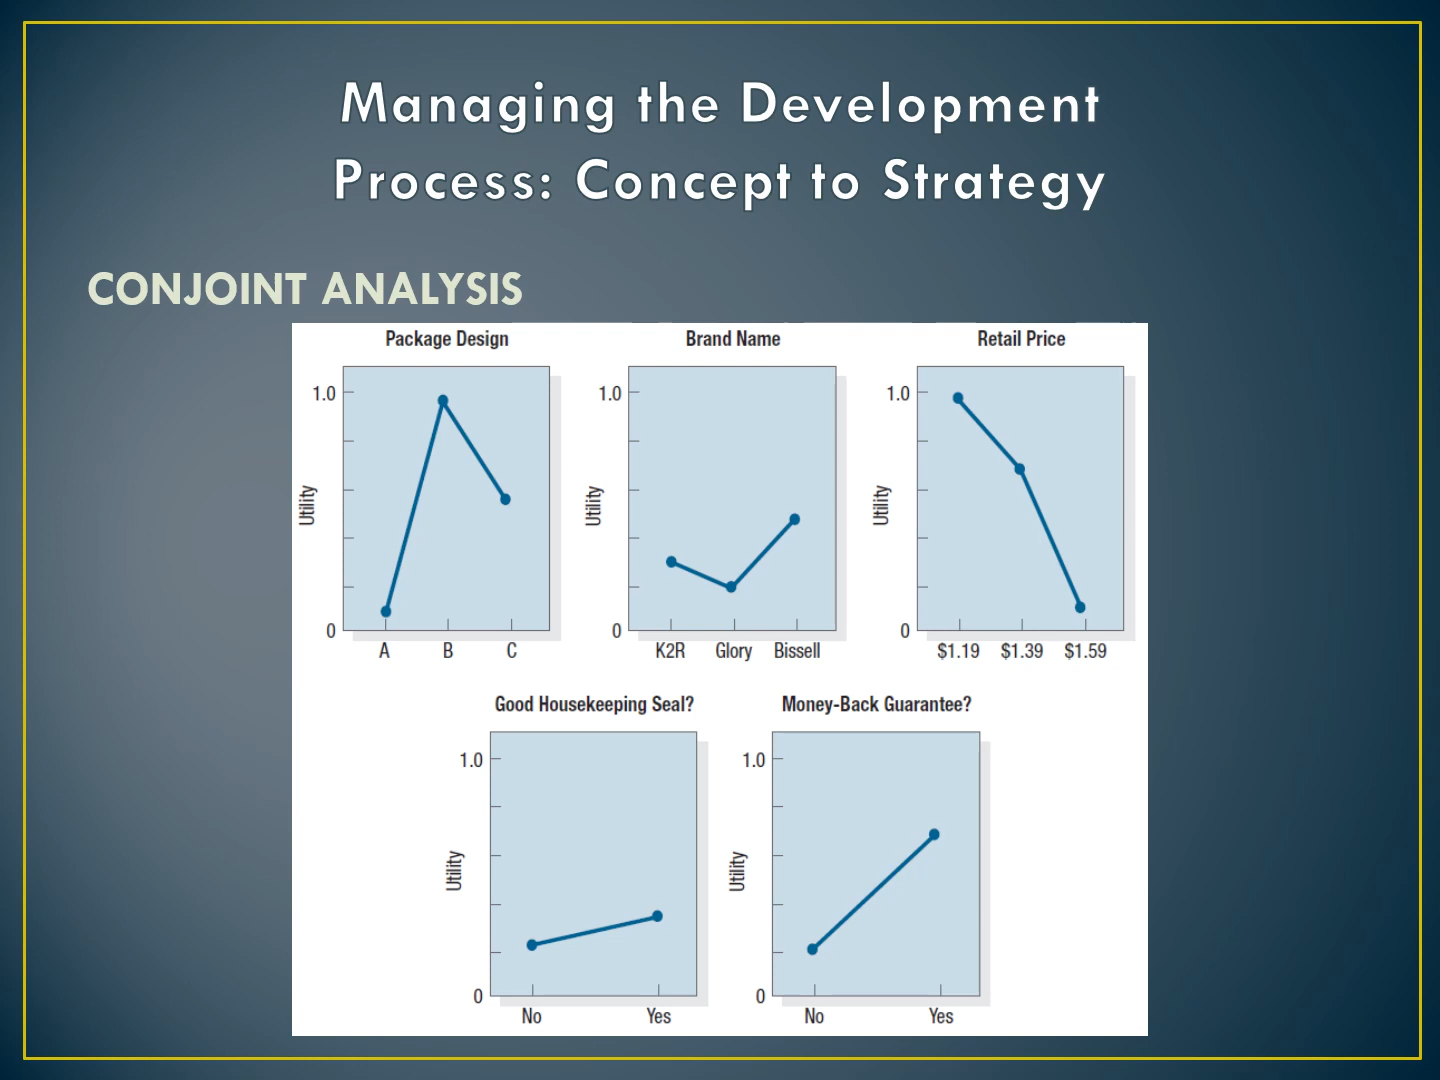 Managing the Development
Process: Concept to Strategy
CONJOINT ANALYSIS
Package Design
1.0
Utility
0
A B C
Brand Name
1.0
Utility
0
K2R Glory Bissell
Retail Price
1.0
Utility
0
$1.19 $1.39 $1.59
Good Housekeeping Seal?
1.0
Utility
0
No Yes
Money-Back Guarantee?
1.0
Utility
0
No Yes